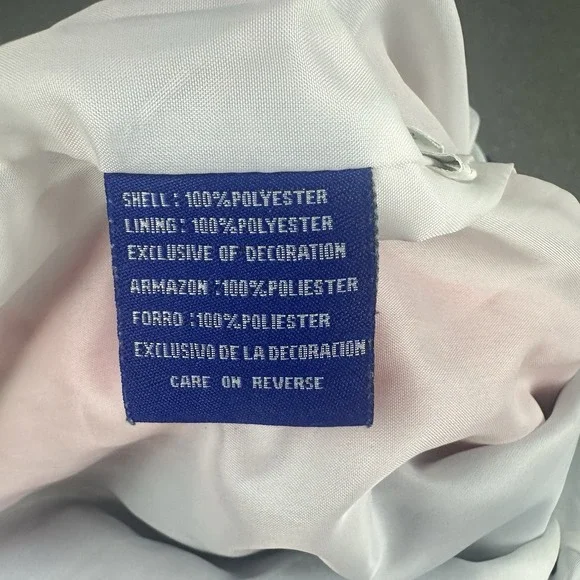 SHELL: 100%POLYESTER
LINING: 100%POLYESTER
EXCLUSIVE OF DECORATION
ARMAZON:100%POLIESTER
FORRO:100%POLIESTER
EXCLUSIVO DE LA DECORACION
CARE ON REVERSE